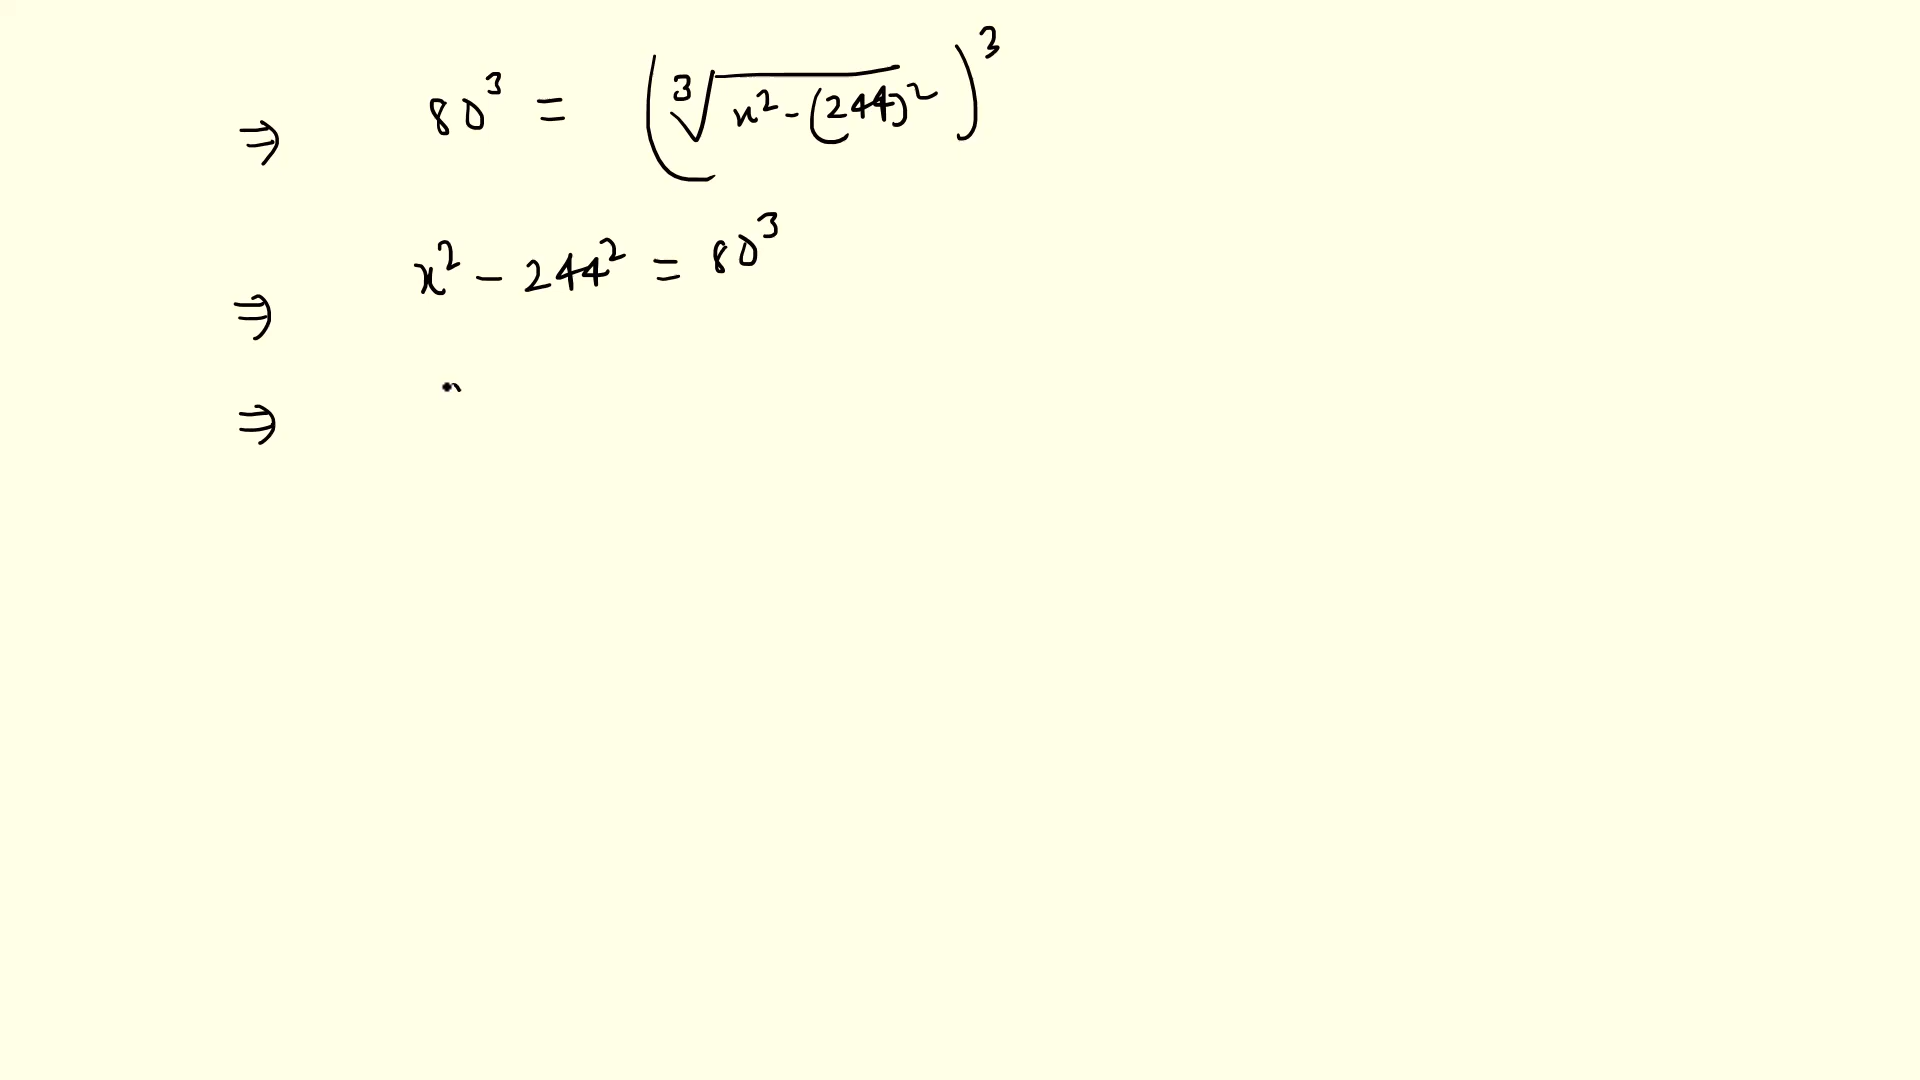 ⇒ 80³ = (∛(x² - (244)²))³
⇒ x² - 244² = 80³
⇒